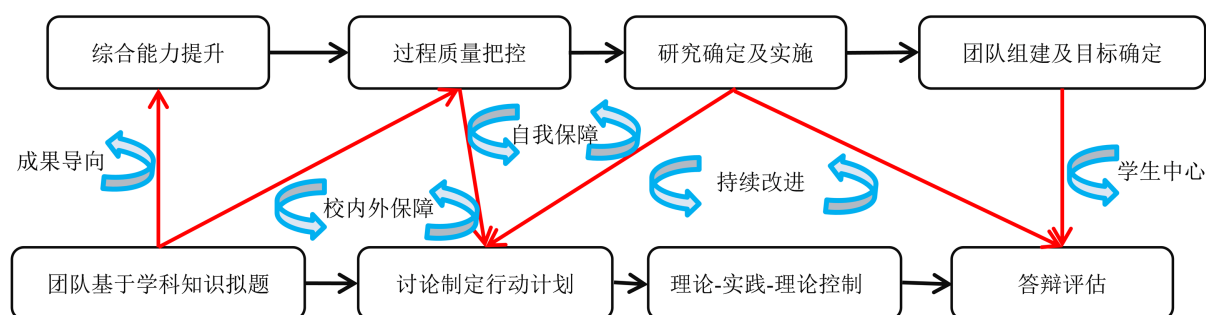 综合能力提升
过程质量把控
研究确定及实施
团队组建及目标确定
自我保障
成果导向
持续改进
学生中心
校内外保障
团队基于学科知识拟题
讨论制定行动计划
理论-实践-理论控制
答辩评估